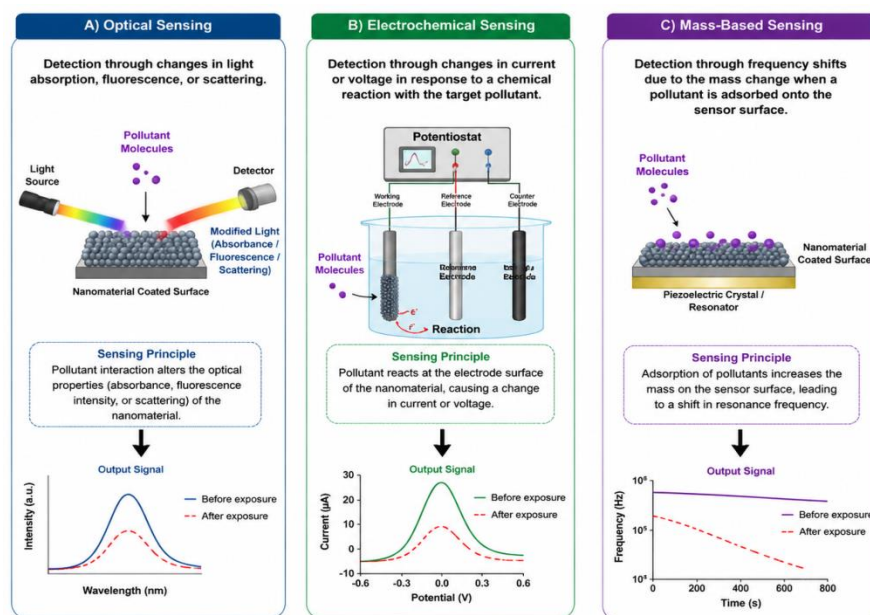 A) Optical Sensing
Detection through changes in light
absorption, fluorescence, or scattering.
Pollutant
Molecules
Light
Source
Detector
Modified Light
(Absorbance /
Fluorescence /
Scattering)
Nanomaterial Coated Surface
Sensing Principle
Pollutant interaction alters the optical
properties (absorbance, fluorescence
intensity, or scattering) of the
nanomaterial.
Output Signal
Intensity (a.u.)
Before exposure
After exposure
Wavelength (nm)
B) Electrochemical Sensing
Detection through changes in current
or voltage in response to a chemical
reaction with the target pollutant.
Potentiostat
Working
Electrode
Reference
Electrode
Counter
Electrode
Pollutant
Molecules
Electrode
Reaction
Sensing Principle
Pollutant reacts at the electrode surface
of the nanomaterial, causing a change
in current or voltage.
Output Signal
Current (µA)
30
20
10
0
-10
Before exposure
After exposure
-0.6
-0.3
0.0
0.3
0.6
Potential (V)
C) Mass-Based Sensing
Detection through frequency shifts
due to the mass change when a
pollutant is adsorbed onto the
sensor surface.
Pollutant
Molecules
Nanomaterial
Coated Surface
Piezoelectric Crystal /
Resonator
Sensing Principle
Adsorption of pollutants increases the
mass on the sensor surface, leading
to a shift in resonance frequency.
Output Signal
Frequency (Hz)
Before exposure
After exposure
0
200
400
600
800
Time (s)